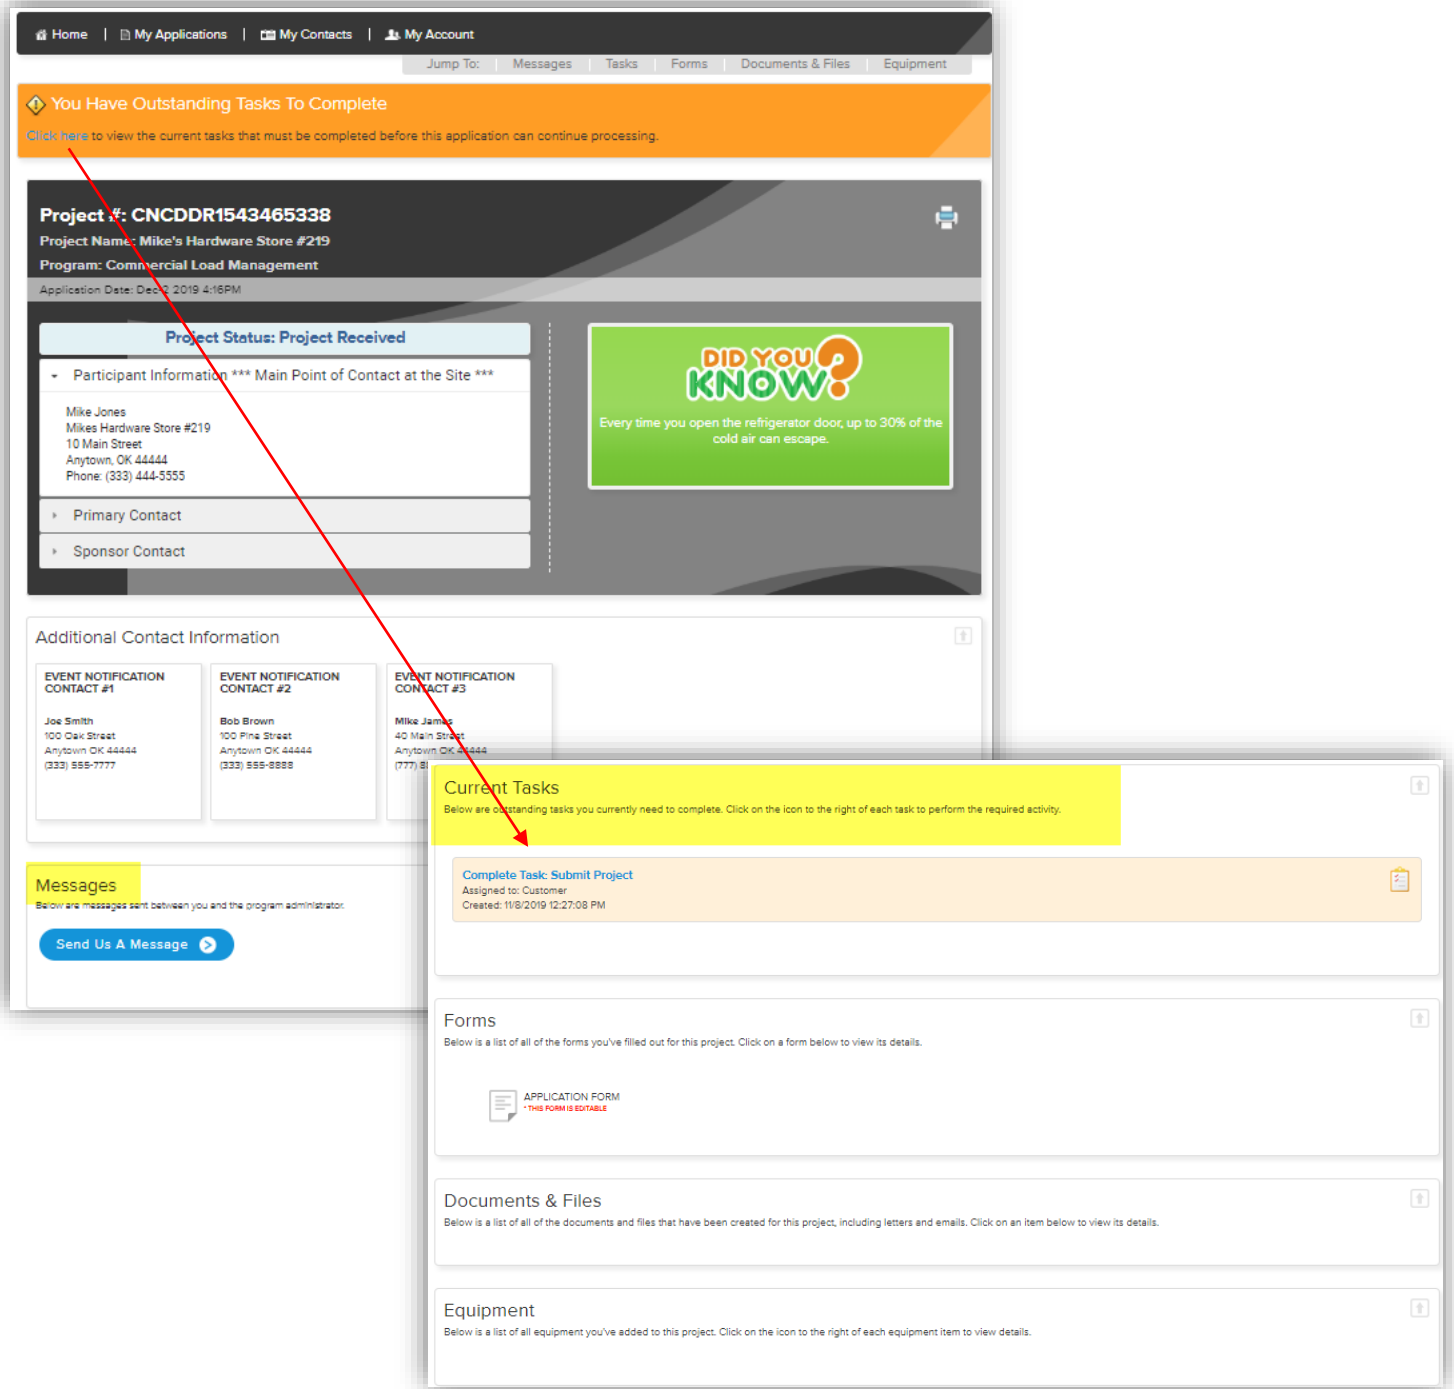 Home | My Applications | My Contacts | My Account
Jump To: | Messages | Tasks | Forms | Documents & Files | Equipment
You Have Outstanding Tasks To Complete
Click here to view the current tasks that must be completed before this application can continue processing.
Project #: CNCDDR1543465338
Project Name: Mike's Hardware Store #219
Program: Commercial Load Management
Application Date: Dec 2 2019 4:16PM
Project Status: Project Received
Participant Information *** Main Point of Contact at the Site ***
Mike Jones
Mikes Hardware Store #219
10 Main Street
Anytown, OK 44444
Phone: (333) 444-5555
Primary Contact
Sponsor Contact
DID YOU
KNOW?
Every time you open the refrigerator door, up to 30% of the
cold air can escape.
Additional Contact Information
EVENT NOTIFICATION
CONTACT #1
Joe Smith
100 Oak Street
Anytown OK 44444
(333) 555-7777
EVENT NOTIFICATION
CONTACT #2
Bob Brown
100 Pine Street
Anytown OK 44444
(333) 555-8888
EVENT NOTIFICATION
CONTACT #3
Mike James
40 Main Street
Anytown OK 44444
(777) 8
Messages
Below are messages sent between you and the program administrator.
Send Us A Message
Current Tasks
Below are outstanding tasks you currently need to complete. Click on the icon to the right of each task to perform the required activity.
Complete Task: Submit Project
Assigned to: Customer
Created: 11/8/2019 12:27:08 PM
Forms
Below is a list of all of the forms you've filled out for this project. Click on a form below to view its details.
APPLICATION FORM
* THIS FORM IS EDITABLE
Documents & Files
Below is a list of all of the documents and files that have been created for this project, including letters and emails. Click on an item below to view its details.
Equipment
Below is a list of all equipment you've added to this project. Click on the icon to the right of each equipment item to view details.